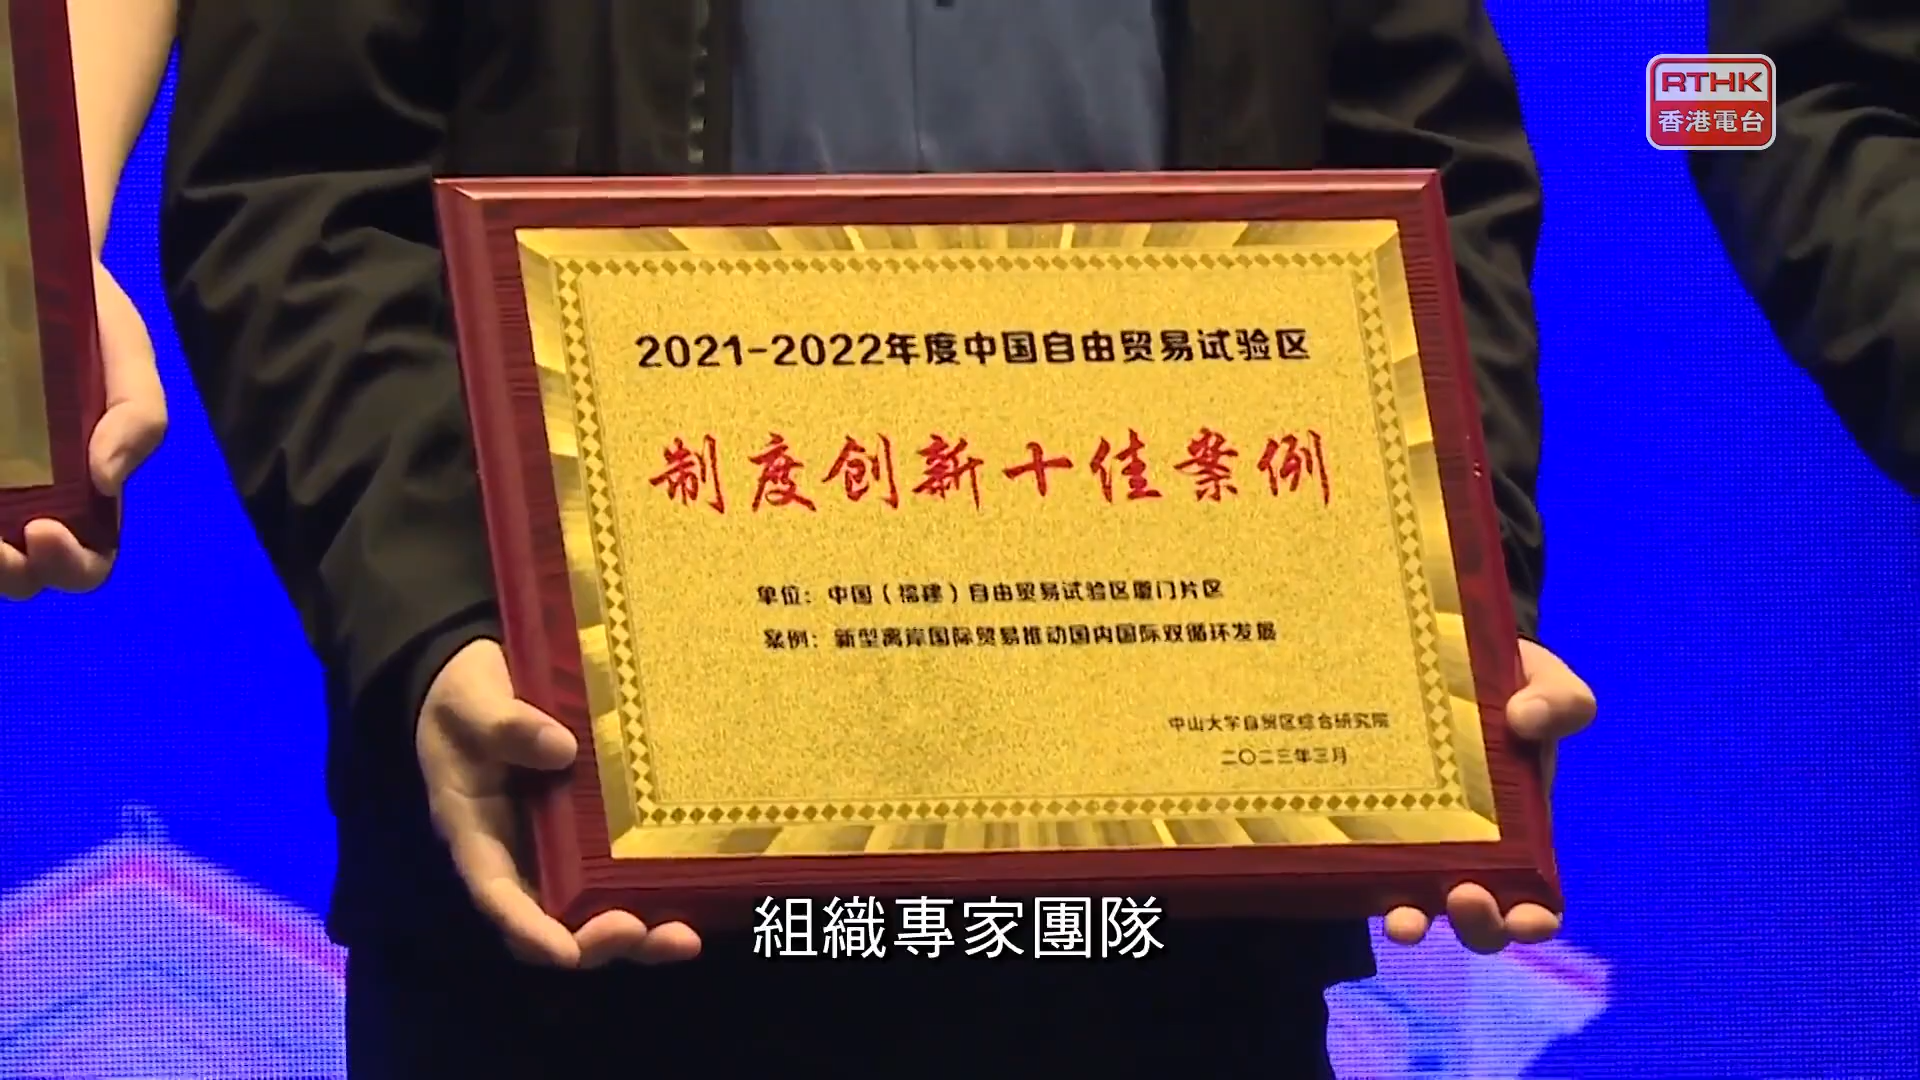 RTHK
香港電台
2021-2022年度中国自由贸易试验区
制度创新十佳案例
单位：中国（福建）自由贸易试验区厦门片区
案例：新型离岸国际贸易推动国内国际双循环发展
中山大学自贸区综合研究院
二〇二三年三月
組織專家團隊